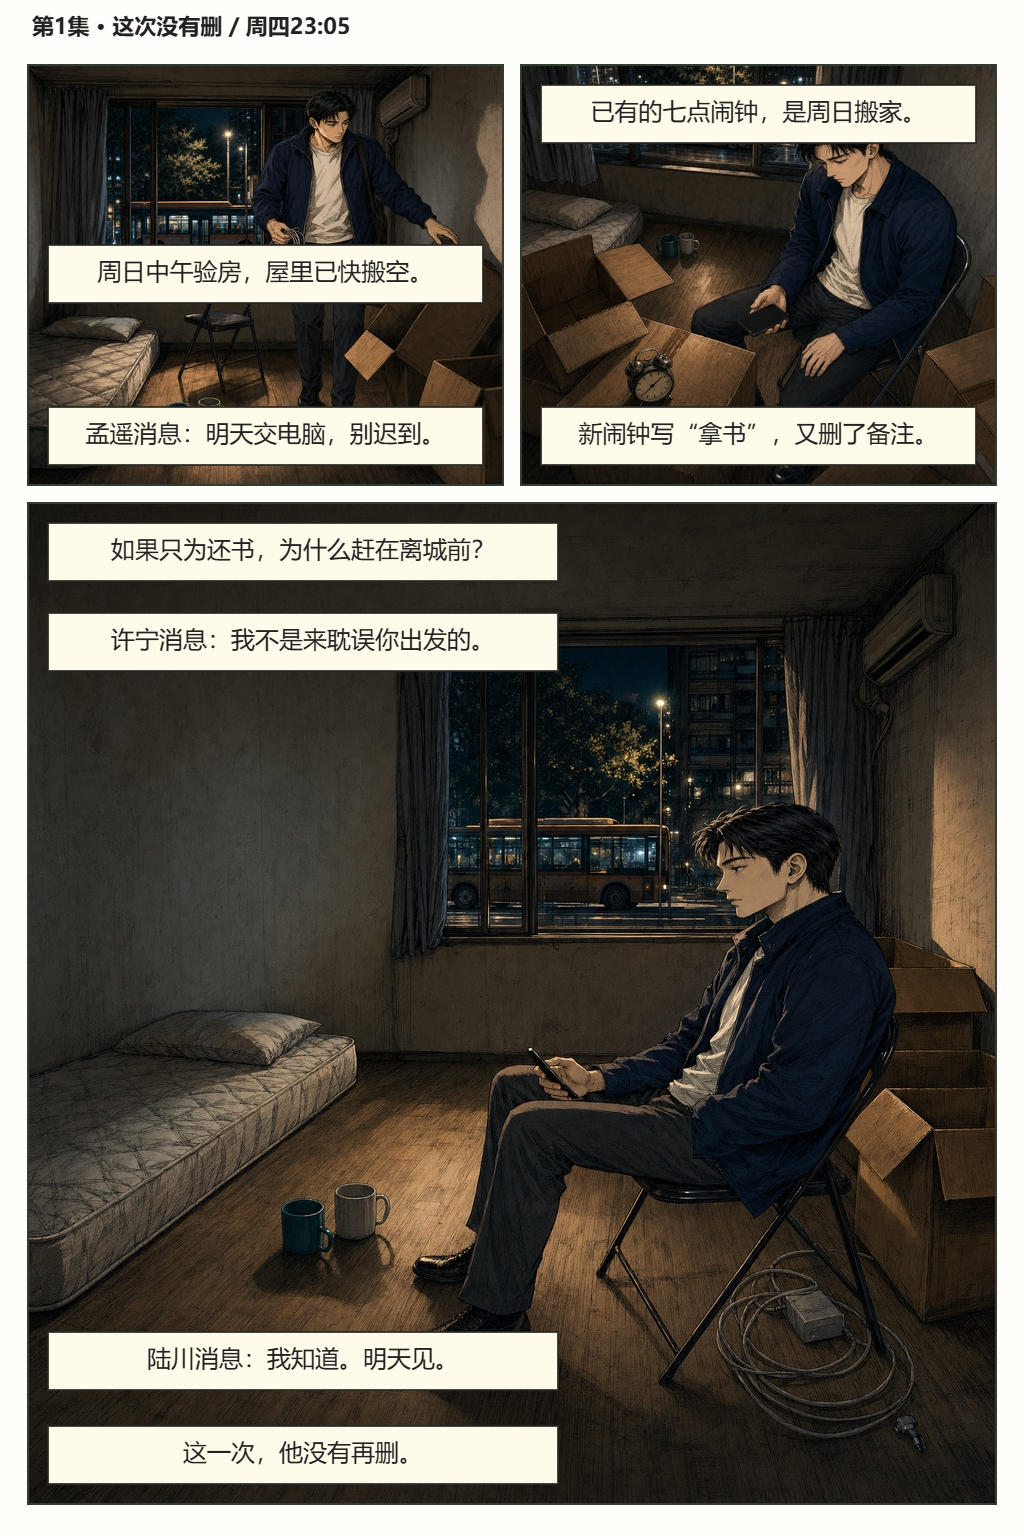 第1集·这次没有删 / 周四23:05
周日中午验房，屋里已快搬空。
孟遥消息：明天交电脑，别迟到。
已有的七点闹钟，是周日搬家。
新闹钟写“拿书”，又删了备注。
如果只为还书，为什么赶在离城前？
许宁消息：我不是来耽误你出发的。
陆川消息：我知道。明天见。
这一次，他没有再删。